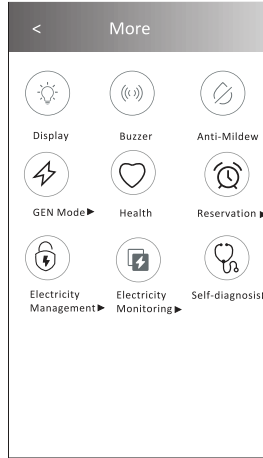 < More
Display Buzzer Anti-Mildew
GEN Mode▶ Health Reservation▶
Electricity Electricity Self-diagnosis
Management▶ Monitoring▶